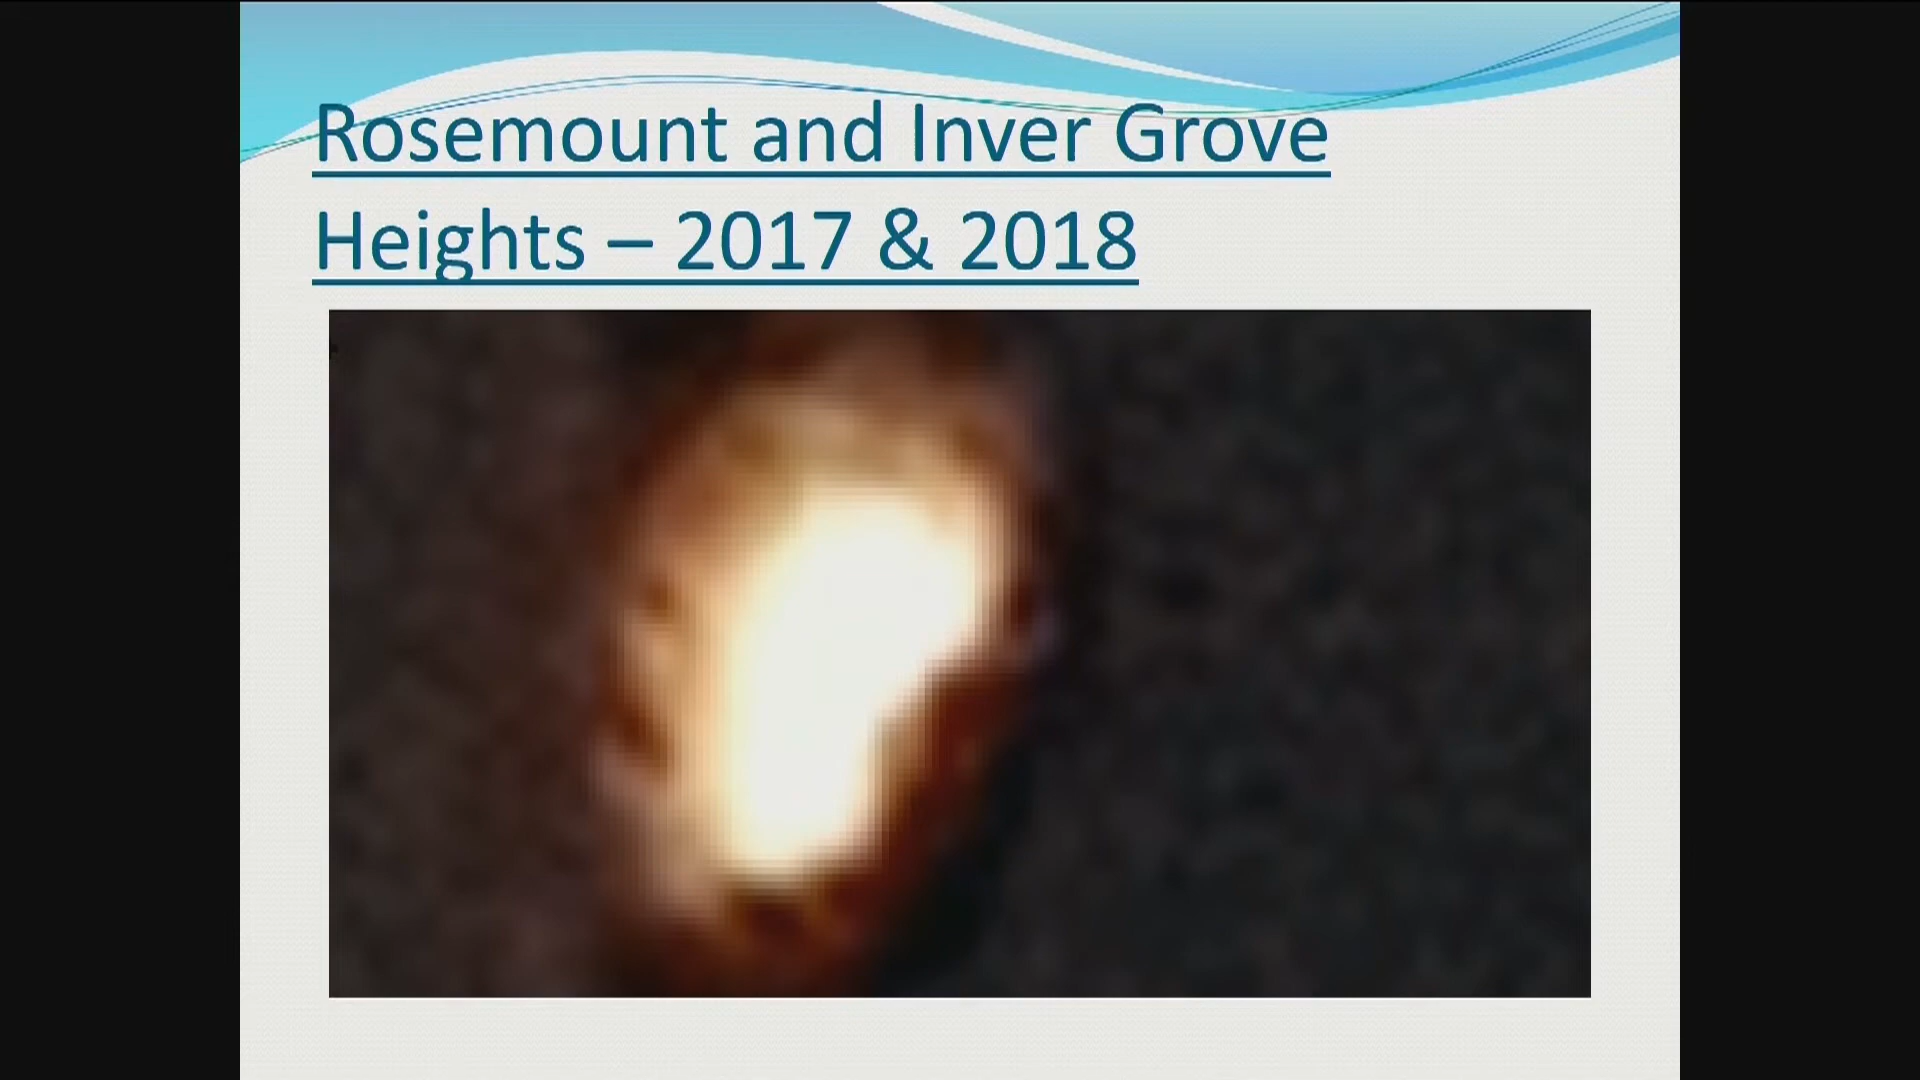 Rosemount and Inver Grove
Heights – 2017 & 2018